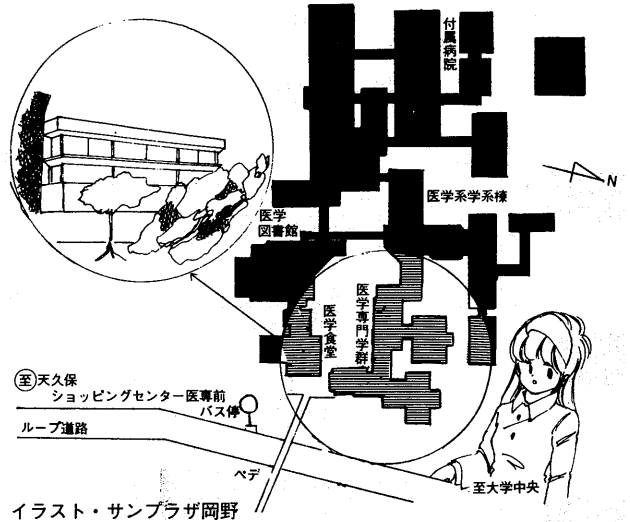 付属病院
N
医学系学系棟
医学
図書館
医学専門学群
医学食堂
至天久保
ショッピングセンター医専前
バス停
ループ道路
ペデ
至大学中央
イラスト・サンプラザ岡野